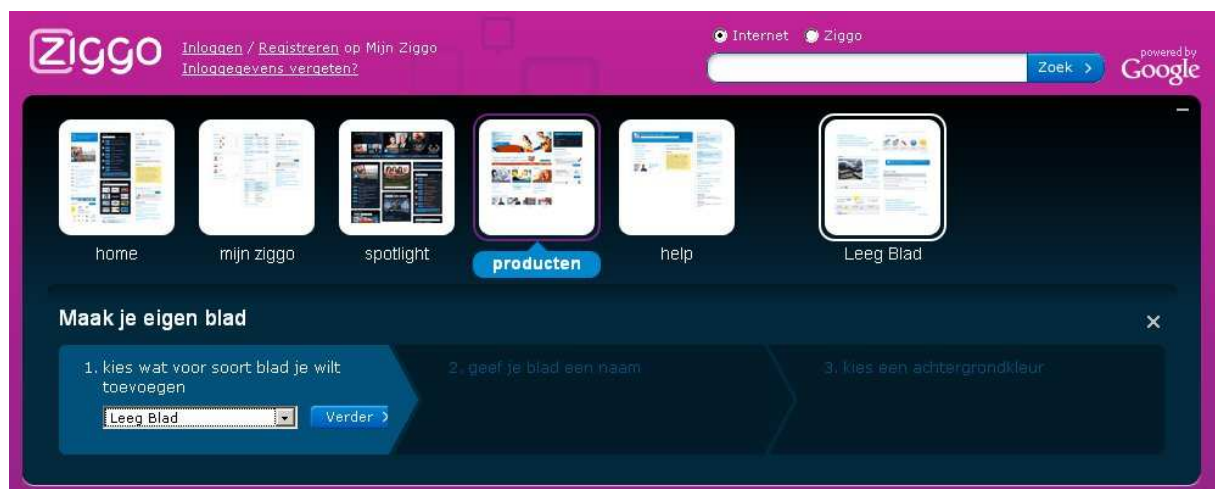 ZIGGO
Inloggen / Registreren op Mijn Ziggo
Inloggegevens vergeten?
Internet Ziggo
Zoek >
powered by
Google
home
mijn ziggo
spotlight
producten
help
Leeg Blad
Maak je eigen blad
1. kies wat voor soort blad je wilt
toevoegen
Leeg Blad
Verder >
2. geef je blad een naam
3. kies een achtergrondkleur